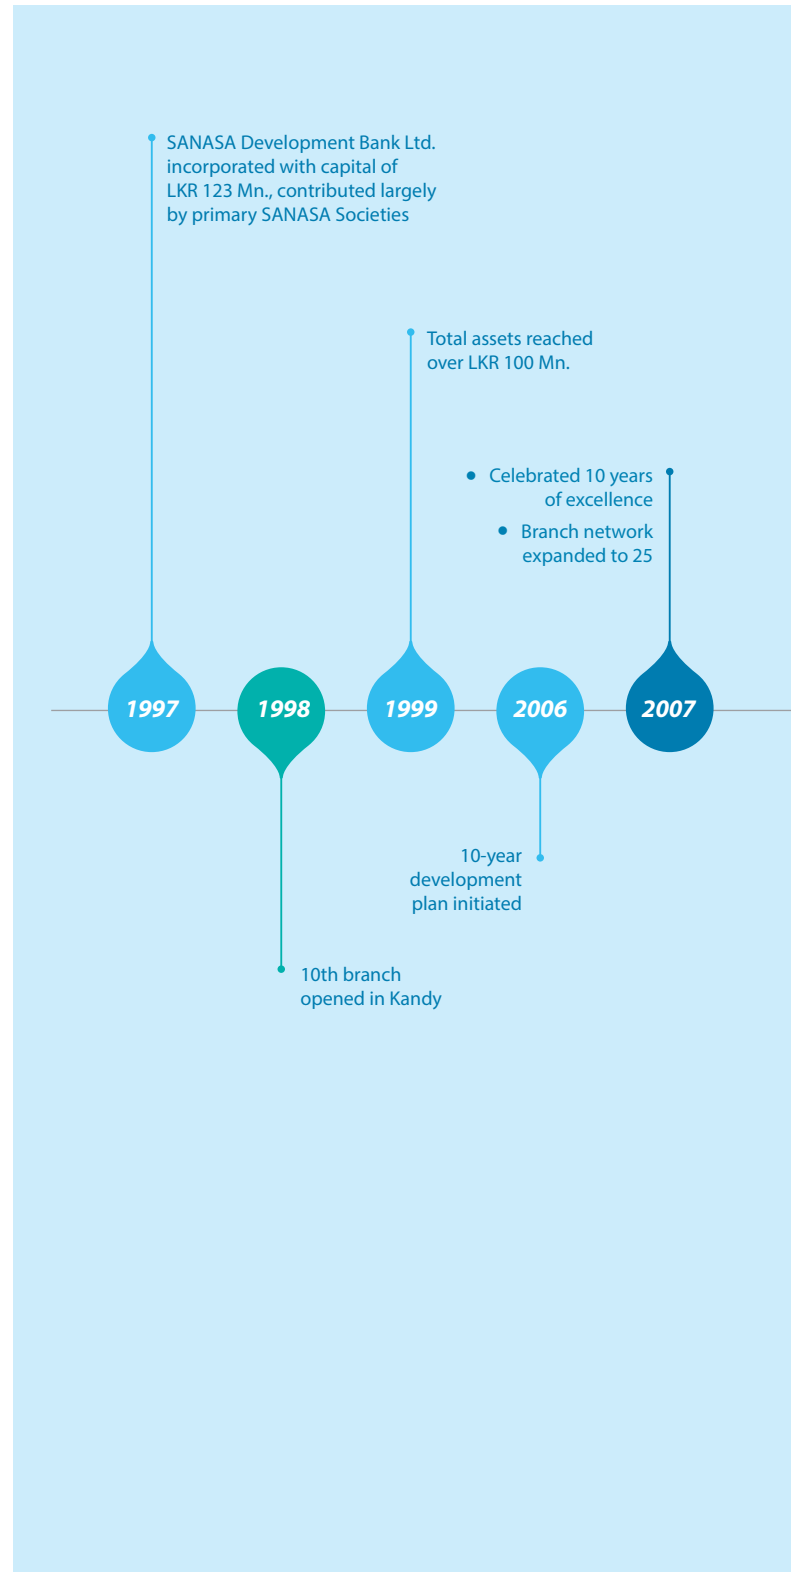 SANASA Development Bank Ltd.
incorporated with capital of
LKR 123 Mn., contributed largely
by primary SANASA Societies
Total assets reached
over LKR 100 Mn.
• Celebrated 10 years
of excellence
• Branch network
expanded to 25
1997
1998
1999
2006
2007
10-year
development
plan initiated
10th branch
opened in Kandy